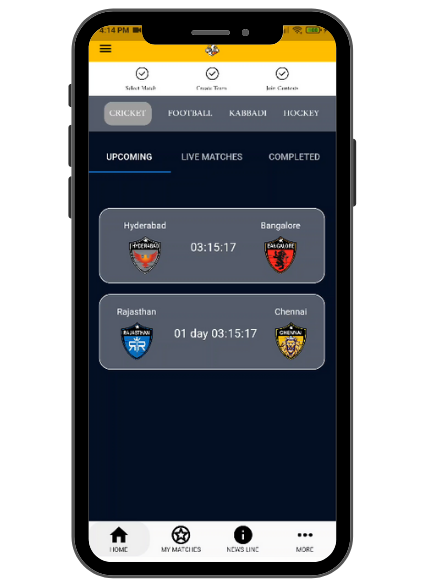 4:14 PM
Select Match Create Team Join Contests
CRICKET FOOTBALL KABBADI HOCKEY
UPCOMING LIVE MATCHES COMPLETED
Hyderabad Bangalore
HYDERABAD 03:15:17 BANGALORE
Rajasthan Chennai
RAJASTHAN 01 day 03:15:17 CHENNAI
HOME MY MATCHES NEWS LINE MORE